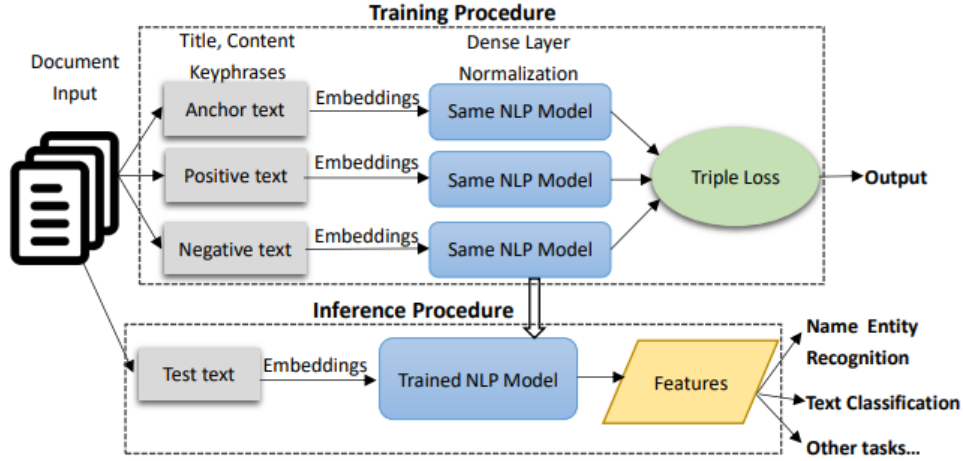 Training Procedure
Document
Input
Title, Content
Keyphrases
Dense Layer
Normalization
Anchor text
Embeddings
Same NLP Model
Positive text
Embeddings
Same NLP Model
Triple Loss
Output
Negative text
Embeddings
Same NLP Model
Inference Procedure
Test text
Embeddings
Trained NLP Model
Features
Name Entity
Recognition
Text Classification
Other tasks...